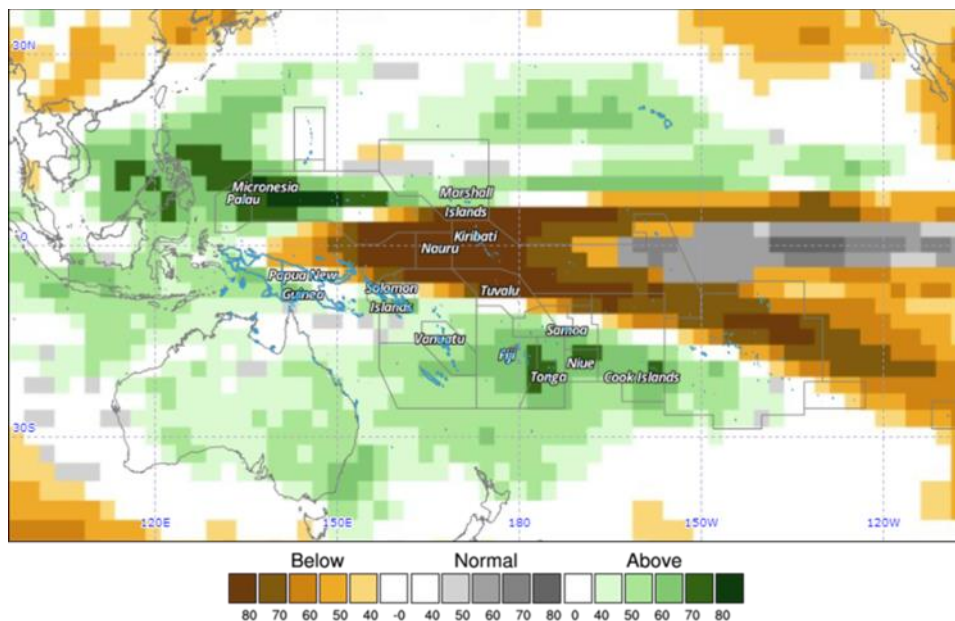 30N
Micronesia
Palau
Marshall
Islands
0
Kiribati
Nauru
Papua New
Guinea
Solomon
Islands
Tuvalu
Vanuatu
Samoa
Fiji
Niue
Tonga
Cook Islands
30S
120E 150E 180 150W 120W
Below Normal Above
80 70 60 50 40 -0 40 50 60 70 80 0 40 50 60 70 80